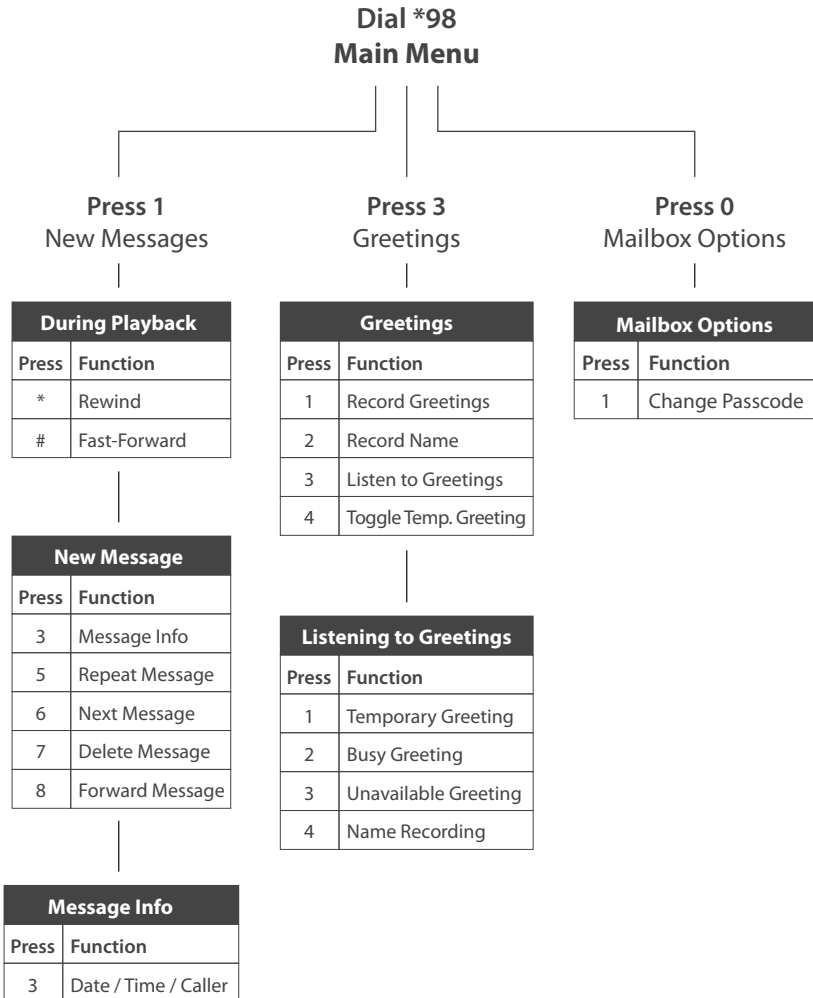 Dial *98
Main Menu
Press 1
New Messages
During Playback
Press Function
* Rewind
# Fast-Forward
New Message
Press Function
3 Message Info
5 Repeat Message
6 Next Message
7 Delete Message
8 Forward Message
Message Info
Press Function
3 Date / Time / Caller
Press 3
Greetings
Greetings
Press Function
1 Record Greetings
2 Record Name
3 Listen to Greetings
4 Toggle Temp. Greeting
Listening to Greetings
Press Function
1 Temporary Greeting
2 Busy Greeting
3 Unavailable Greeting
4 Name Recording
Press 0
Mailbox Options
Mailbox Options
Press Function
1 Change Passcode